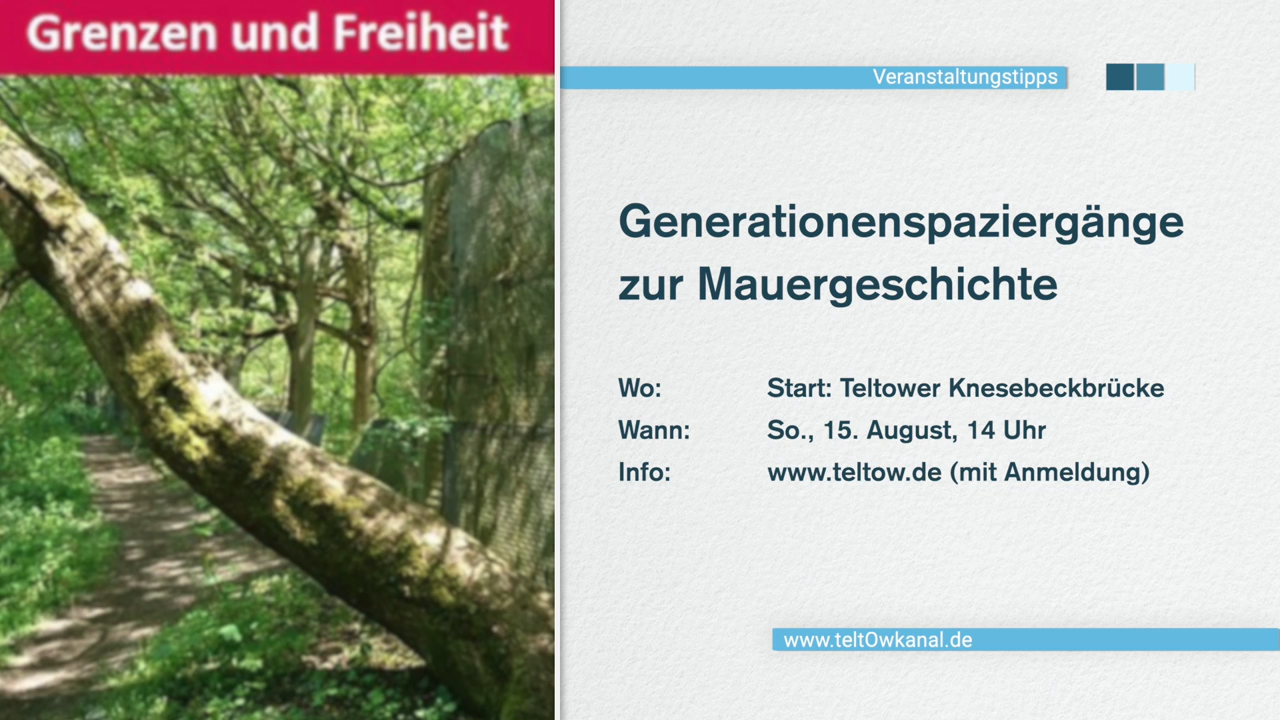 Grenzen und Freiheit
Veranstaltungstipps
Generationenspaziergänge
zur Mauergeschichte
Wo: Start: Teltower Knesebeckbrücke
Wann: So., 15. August, 14 Uhr
Info: www.teltow.de (mit Anmeldung)
www.teltOwkanal.de